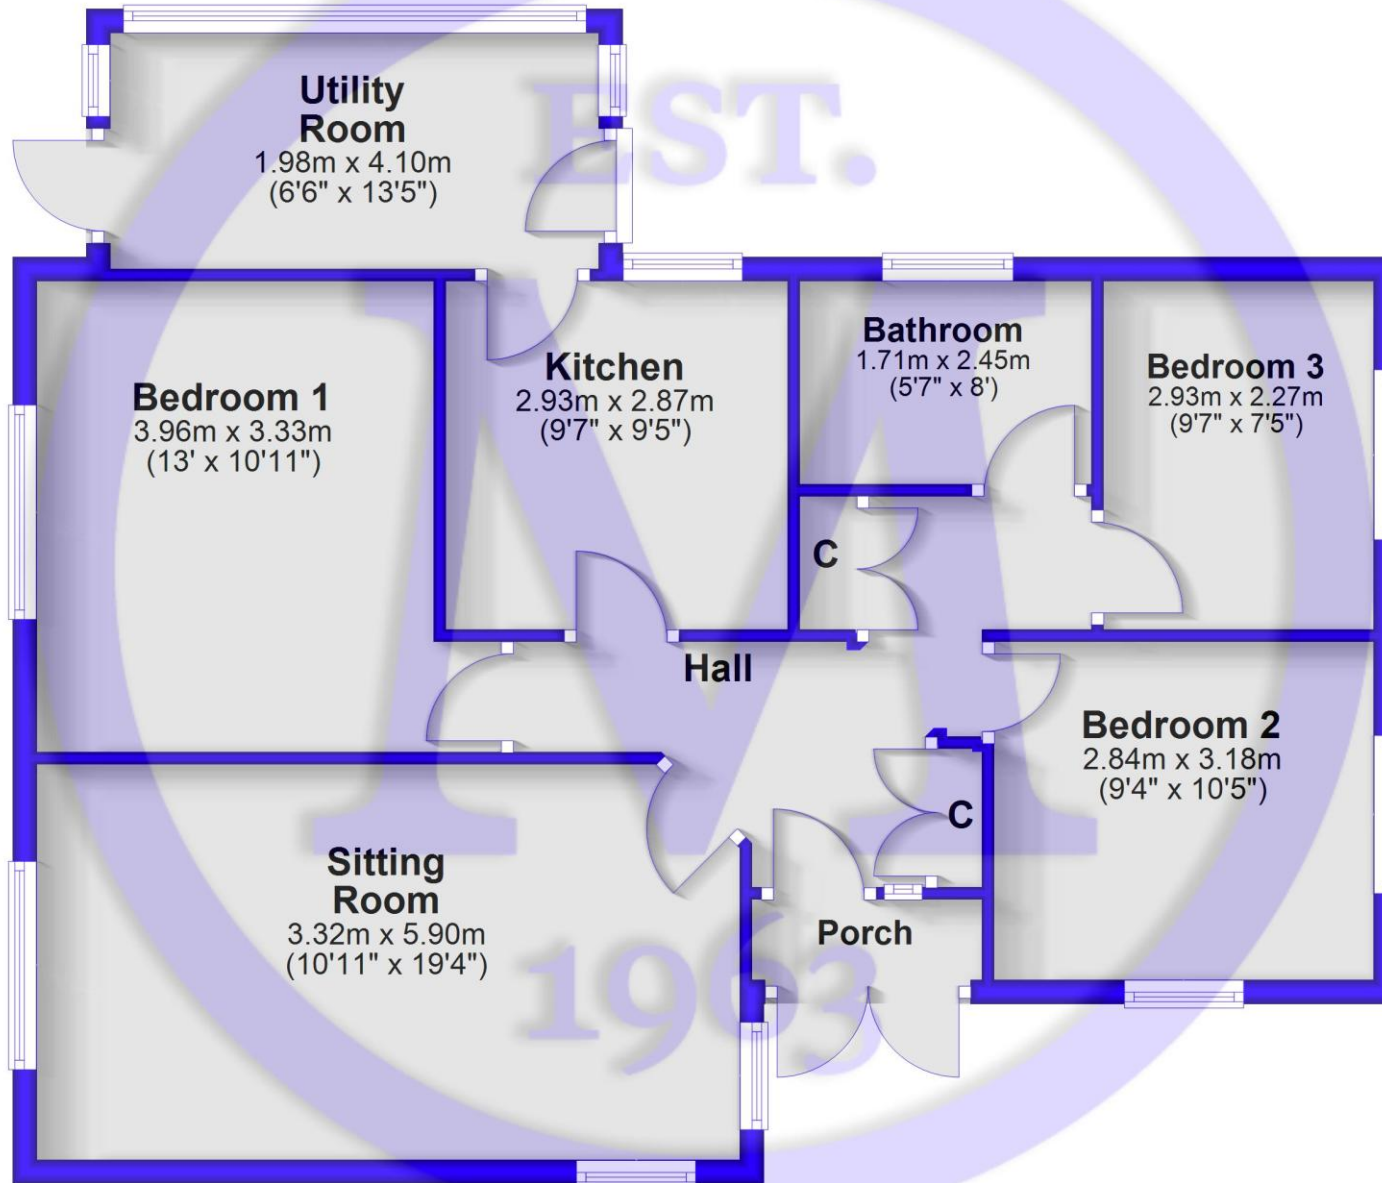 EST.
Utility
Room
1.98m x 4.10m
(6'6" x 13'5")
Bedroom 1
3.96m x 3.33m
(13' x 10'11")
Kitchen
2.93m x 2.87m
(9'7" x 9'5")
Bathroom
1.71m x 2.45m
(5'7" x 8')
Bedroom 3
2.93m x 2.27m
(9'7" x 7'5")
C
Hall
Bedroom 2
2.84m x 3.18m
(9'4" x 10'5")
C
Sitting
Room
3.32m x 5.90m
(10'11" x 19'4")
Porch
M
1963